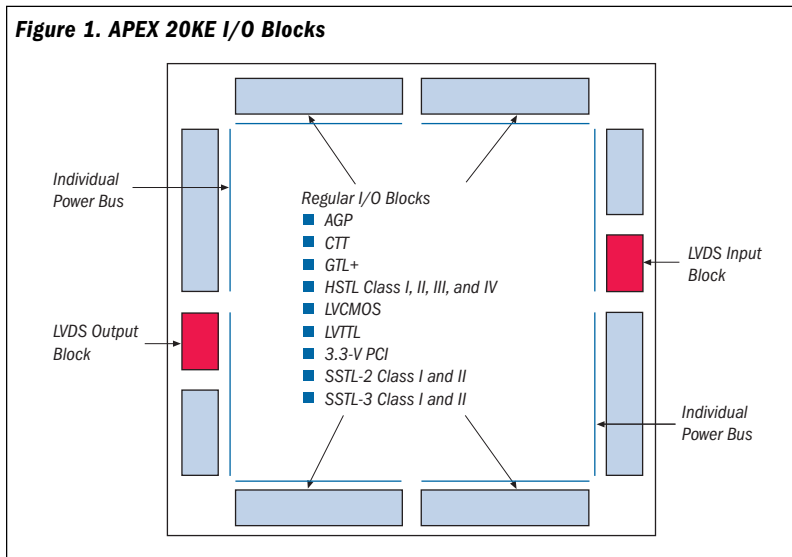 Figure 1. APEX 20KE I/O Blocks
Individual
Power Bus
Regular I/O Blocks
AGP
CTT
GTL+
HSTL Class I, II, III, and IV
LVCMOS
LVTTL
3.3-V PCI
SSTL-2 Class I and II
SSTL-3 Class I and II
LVDS Input
Block
LVDS Output
Block
Individual
Power Bus